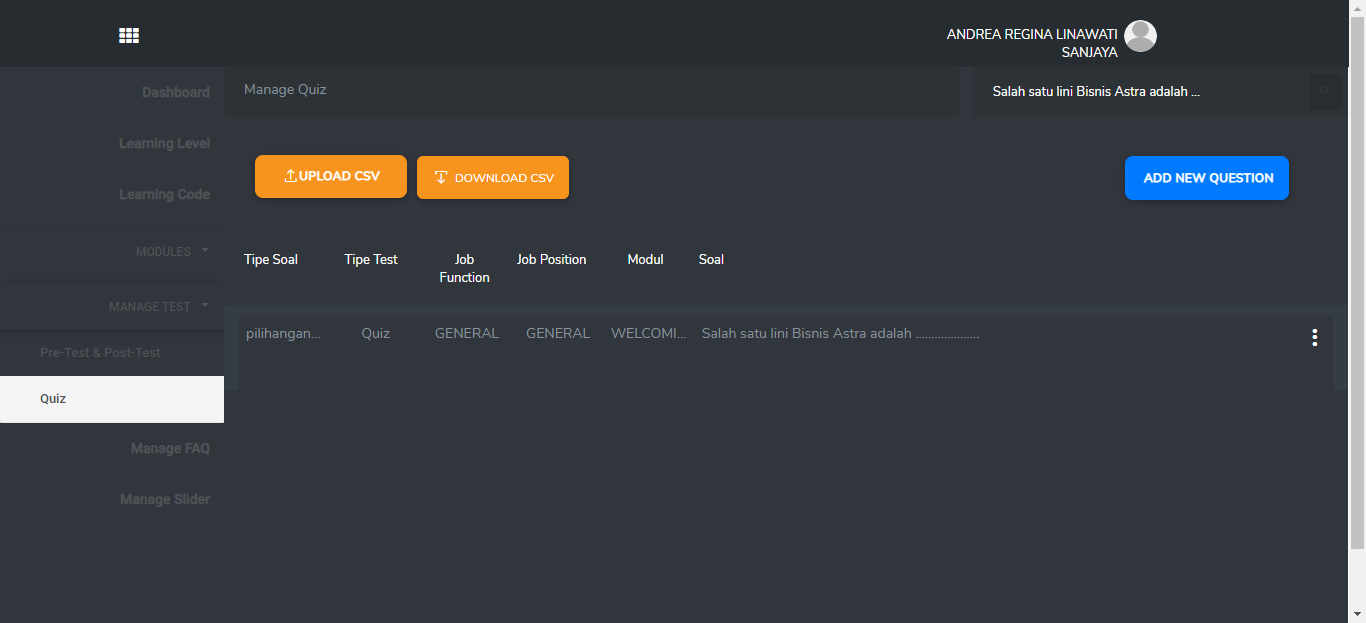 ANDREA REGINA LINAWATI
SANJAYA
Dashboard
Learning Level
Learning Code
MODULES
MANAGE TEST
Pre-Test & Post-Test
Quiz
Manage FAQ
Manage Slider
Manage Quiz
Salah satu lini Bisnis Astra adalah ...
UPLOAD CSV
DOWNLOAD CSV
ADD NEW QUESTION
Tipe Soal Tipe Test Job Function Job Position Modul Soal
pilihangan... Quiz GENERAL GENERAL WELCOMI... Salah satu lini Bisnis Astra adalah .....................